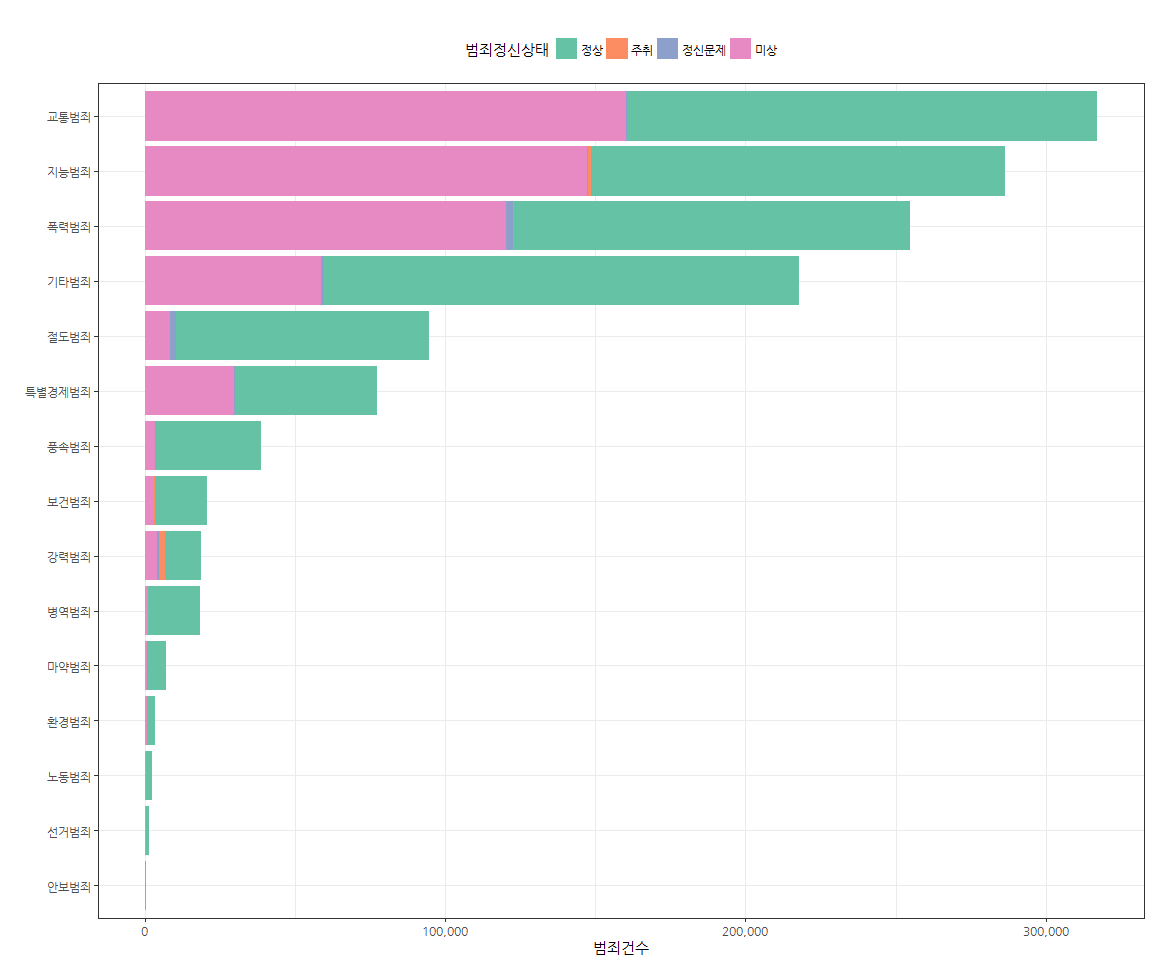 범죄정신상태 정상 주취 정신문제 미상
교통범죄
지능범죄
폭력범죄
기타범죄
절도범죄
특별경제범죄
풍속범죄
보건범죄
강력범죄
병역범죄
마약범죄
환경범죄
노동범죄
선거범죄
안보범죄
0 100,000 200,000 300,000
범죄건수